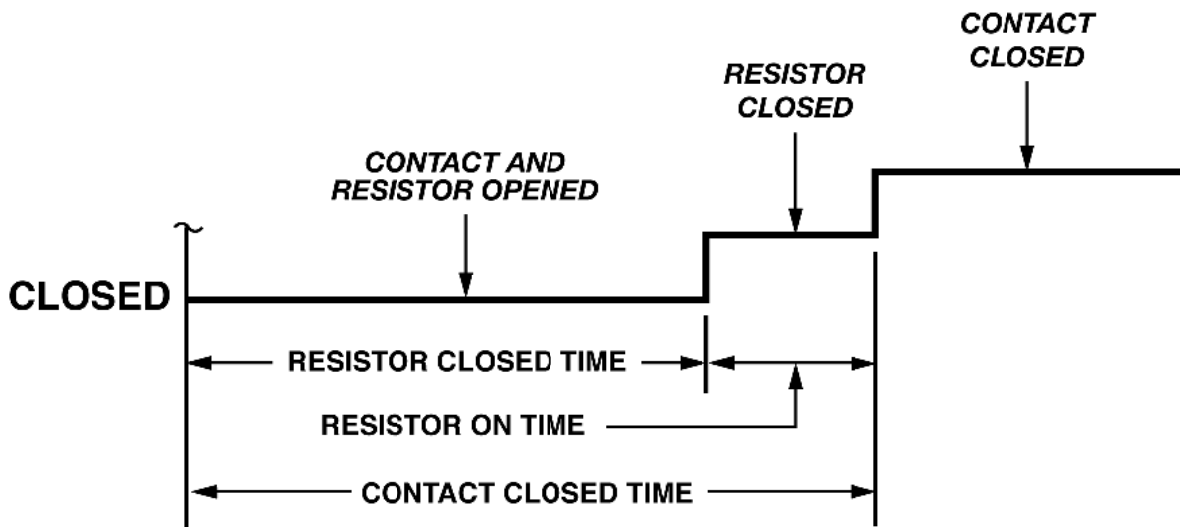 CONTACT
CLOSED
RESISTOR
CLOSED
CONTACT AND
RESISTOR OPENED
CLOSED
RESISTOR CLOSED TIME
RESISTOR ON TIME
CONTACT CLOSED TIME